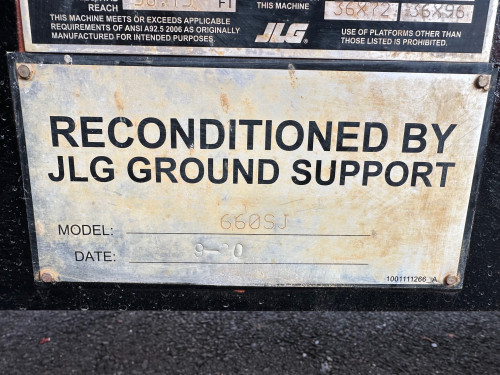 REACH FT
THIS MACHINE MEETS OR EXCEEDS APPLICABLE
REQUIREMENTS OF ANSI A92.5 2006 AS ORIGINALLY
MANUFACTURED FOR INTENDED PURPOSES.
THIS MACHINE 36X72 36X96
JLG
USE OF PLATFORMS OTHER THAN
THOSE LISTED IS PROHIBITED.
RECONDITIONED BY
JLG GROUND SUPPORT
MODEL: 660SJ
DATE:
1001111266 A